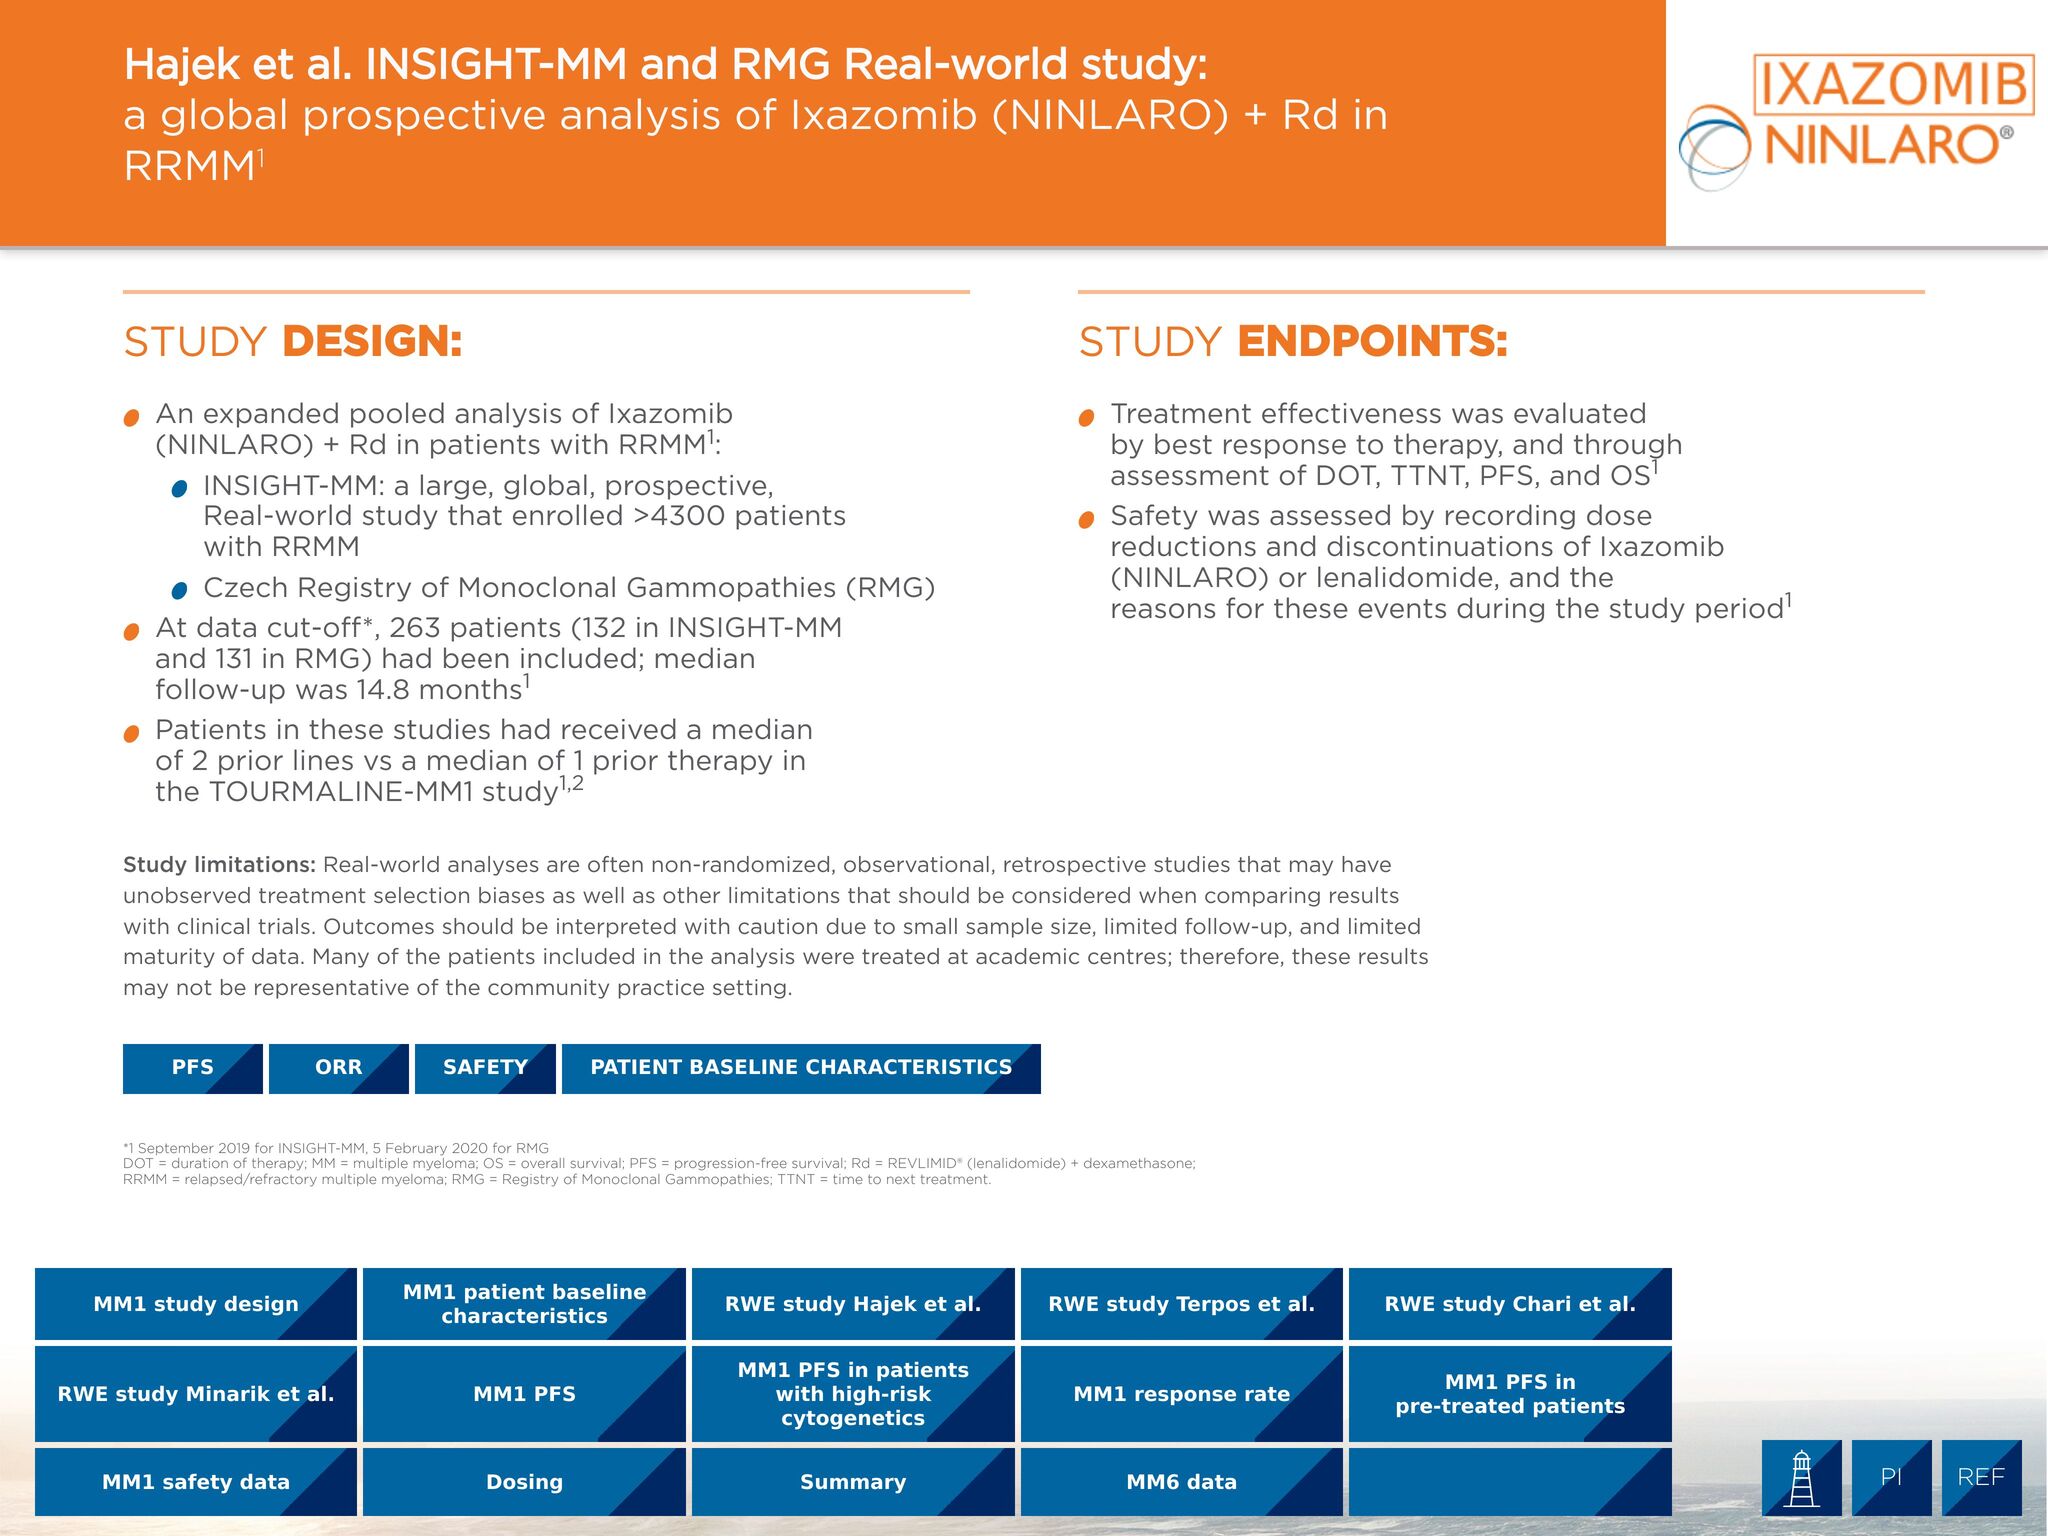 Hajek et al. INSIGHT-MM and RMG Real-world study:
a global prospective analysis of Ixazomib (NINLARO) + Rd in
RRMM1
IXAZOMIB
NINLARO®
STUDY DESIGN:
An expanded pooled analysis of Ixazomib
(NINLARO) + Rd in patients with RRMM1:
INSIGHT-MM: a large, global, prospective,
Real-world study that enrolled >4300 patients
with RRMM
Czech Registry of Monoclonal Gammopathies (RMG)
At data cut-off*, 263 patients (132 in INSIGHT-MM
and 131 in RMG) had been included; median
follow-up was 14.8 months1
Patients in these studies had received a median
of 2 prior lines vs a median of 1 prior therapy in
the TOURMALINE-MM1 study1,2
STUDY ENDPOINTS:
Treatment effectiveness was evaluated
by best response to therapy, and through
assessment of DOT, TTNT, PFS, and OS1
Safety was assessed by recording dose
reductions and discontinuations of Ixazomib
(NINLARO) or lenalidomide, and the
reasons for these events during the study period1
Study limitations: Real-world analyses are often non-randomized, observational, retrospective studies that may have
unobserved treatment selection biases as well as other limitations that should be considered when comparing results
with clinical trials. Outcomes should be interpreted with caution due to small sample size, limited follow-up, and limited
maturity of data. Many of the patients included in the analysis were treated at academic centres; therefore, these results
may not be representative of the community practice setting.
PFS
ORR
SAFETY
PATIENT BASELINE CHARACTERISTICS
*1 September 2019 for INSIGHT-MM, 5 February 2020 for RMG
DOT = duration of therapy; MM = multiple myeloma; OS = overall survival; PFS = progression-free survival; Rd = REVLIMID® (lenalidomide) + dexamethasone;
RRMM = relapsed/refractory multiple myeloma; RMG = Registry of Monoclonal Gammopathies; TTNT = time to next treatment.
MM1 study design
MM1 patient baseline
characteristics
RWE study Hajek et al.
RWE study Terpos et al.
RWE study Chari et al.
RWE study Minarik et al.
MM1 PFS
MM1 PFS in patients
with high-risk
cytogenetics
MM1 response rate
MM1 PFS in
pre-treated patients
MM1 safety data
Dosing
Summary
MM6 data
PI
REF